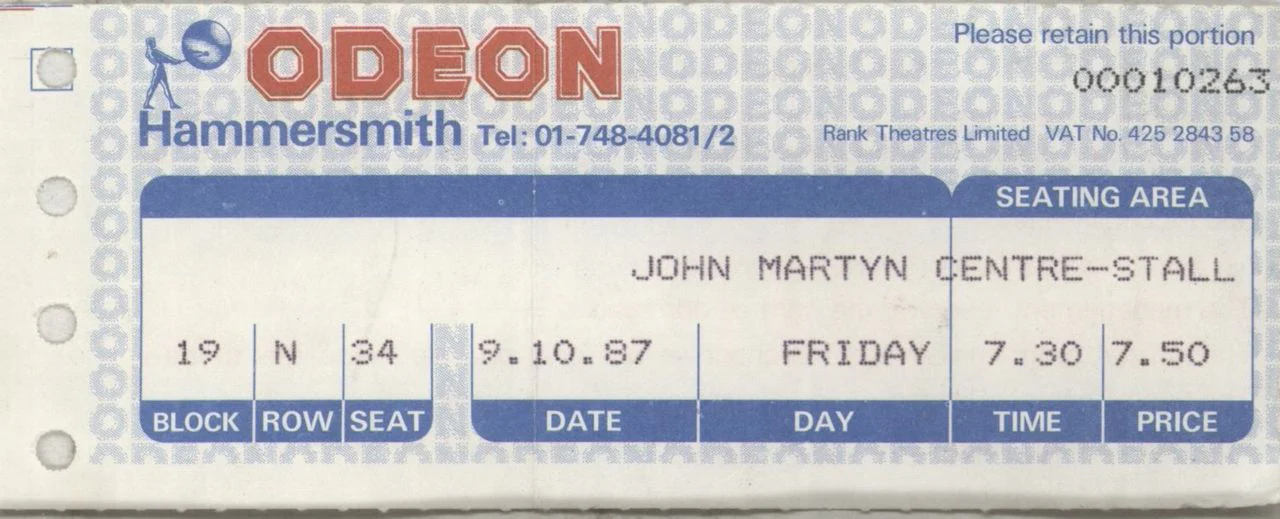 ODEON
Hammersmith Tel: 01-748-4081/2
Please retain this portion
00010263
Rank Theatres Limited VAT No. 425 2843 58
SEATING AREA
JOHN MARTYN CENTRE-STALL
19 N 34 9.10.87 FRIDAY 7.30 7.50
BLOCK ROW SEAT DATE DAY TIME PRICE